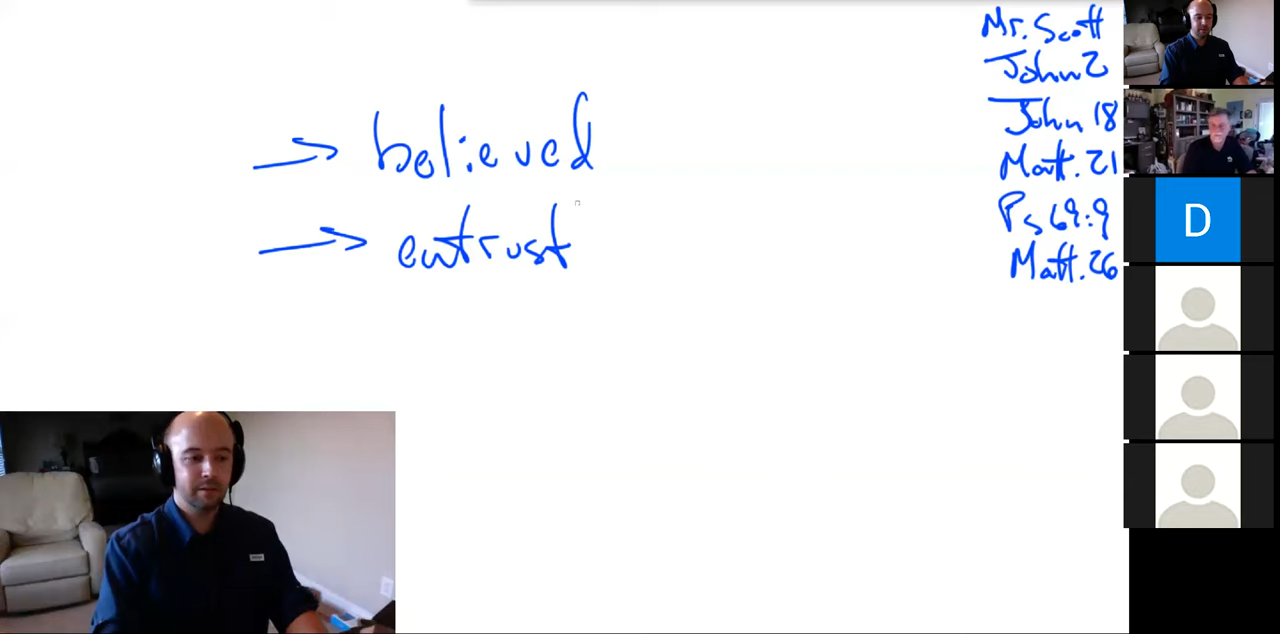 → believed
→ entrust
Mr. Scott
John 2
John 18
Matt. 21
Ps 69:9
Matt. 26
D